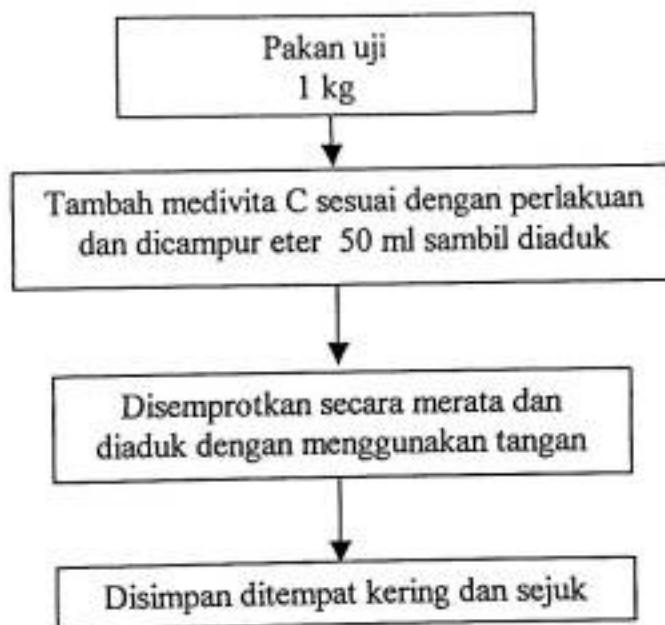 Pakan uji
1 kg
Tambah medivita C sesuai dengan perlakuan
dan dicampur eter 50 ml sambil diaduk
Disemprotkan secara merata dan
diaduk dengan menggunakan tangan
Disimpan ditempat kering dan sejuk